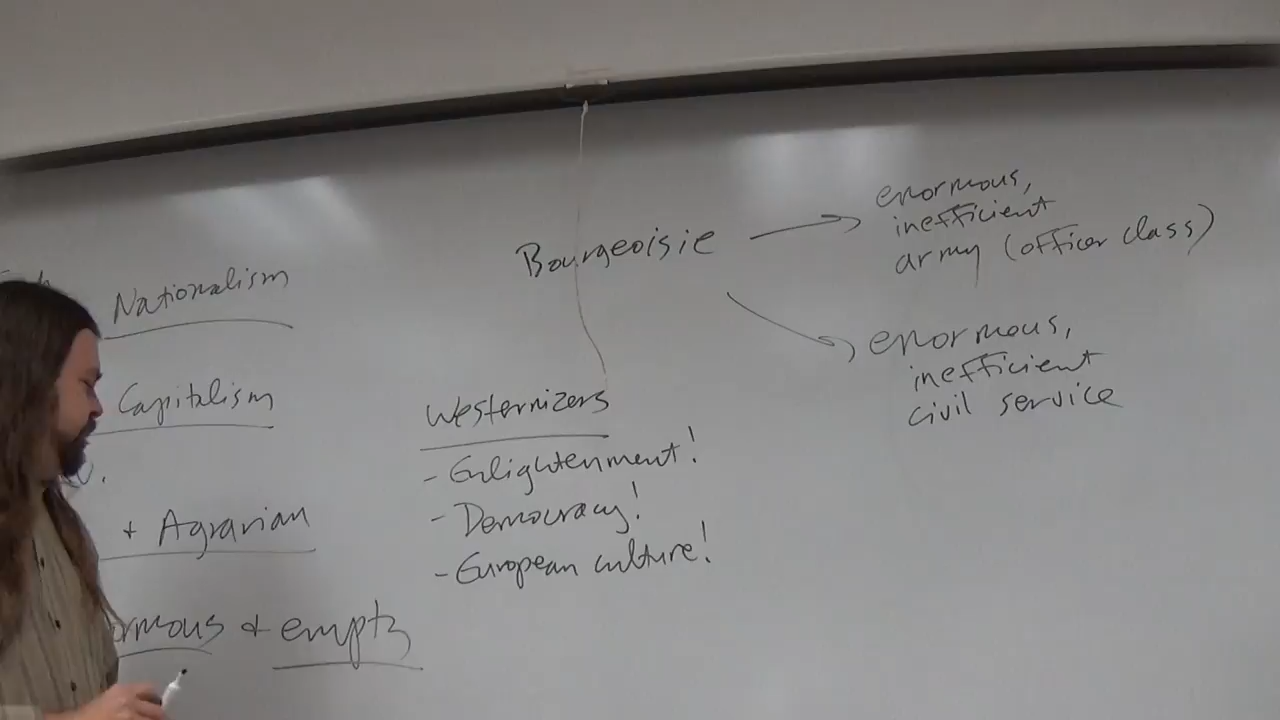 Nationalism
Capitalism
+ Agrarian
& empty
Bourgeoisie
Westernizers
- Enlightenment!
- Democracy!
- European culture!
enormous,
inefficient
army (officer class)
enormous,
inefficient
civil service